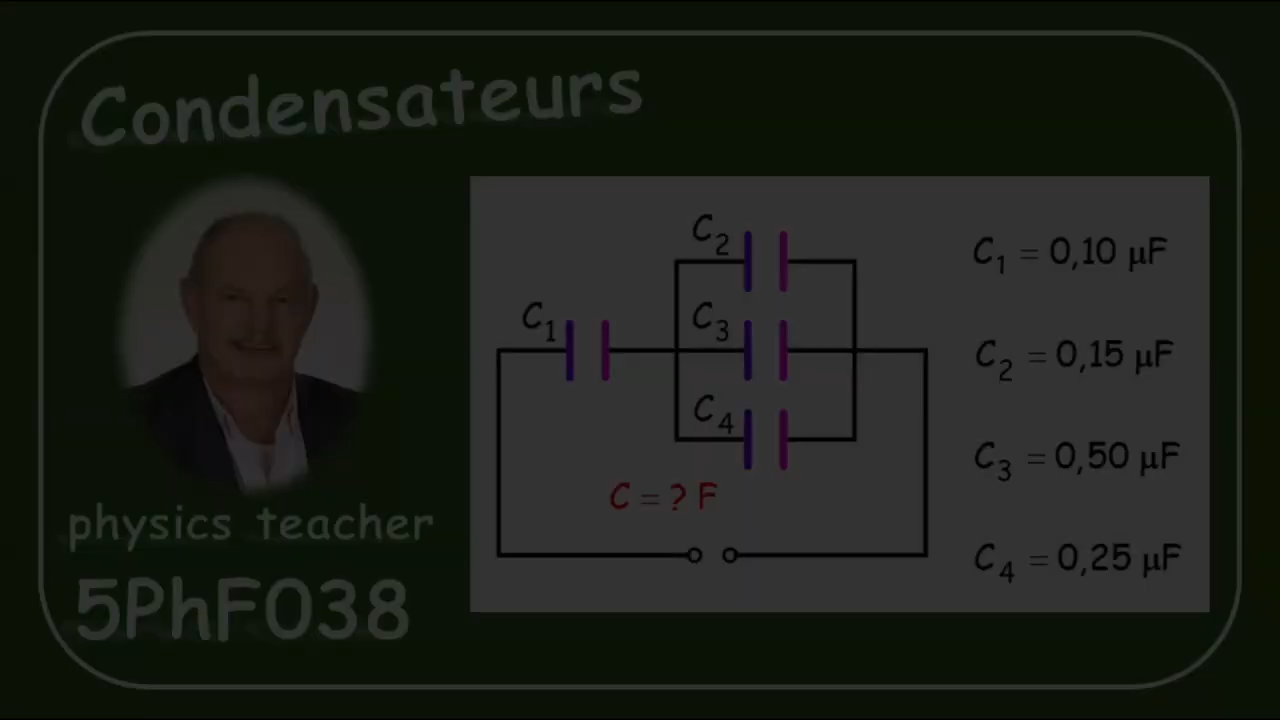 Condensateurs
physics teacher
5PhF038
C2
C1
C3
C4
C = ? F
C1 = 0,10 µF
C2 = 0,15 µF
C3 = 0,50 µF
C4 = 0,25 µF